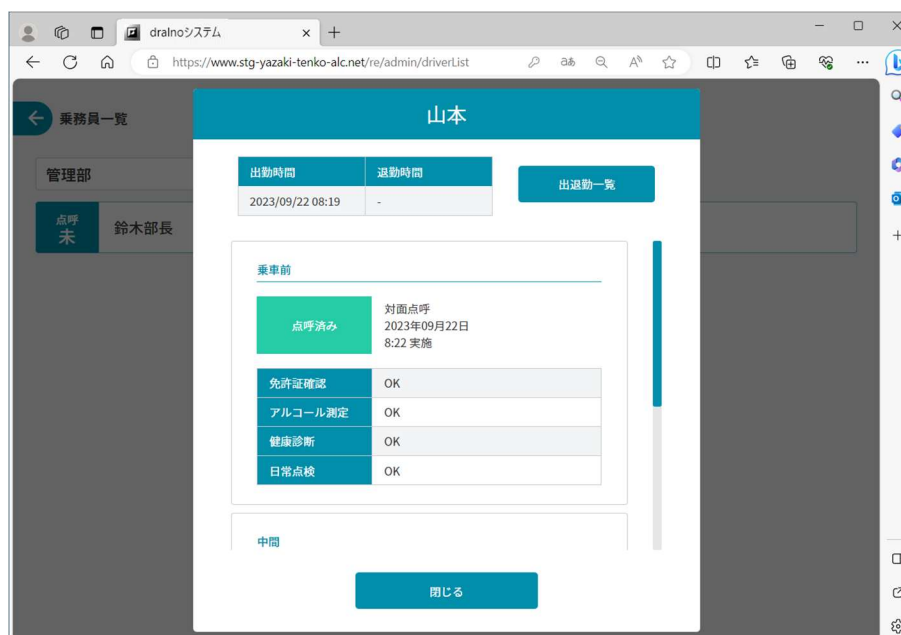 dralnoシステム
https://www.stg-yazaki-tenko-alc.net/re/admin/driverList
乗務員一覧
管理部
点呼
未
鈴木部長
山本
出勤時間 退勤時間
2023/09/22 08:19 -
出退勤一覧
乗車前
点呼済み
対面点呼
2023年09月22日
8:22 実施
免許証確認 OK
アルコール測定 OK
健康診断 OK
日常点検 OK
中間
閉じる